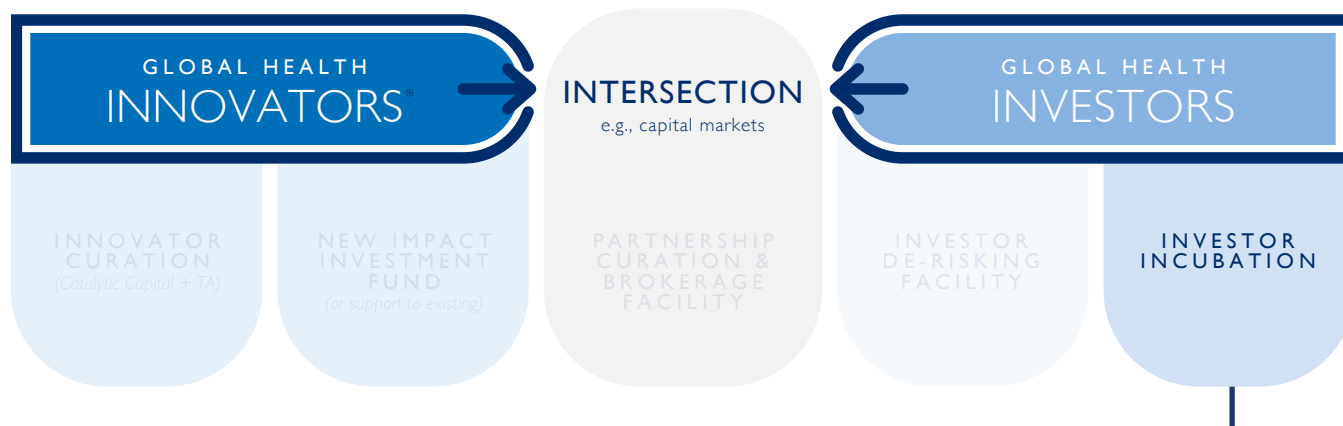 GLOBAL HEALTH
INNOVATORS*
INTERSECTION
e.g., capital markets
GLOBAL HEALTH
INVESTORS
INNOVATOR
CURATION
(Catalytic Capital + TA)
NEW IMPACT
INVESTMENT
FUND
(or support to existing)
PARTNERSHIP
CURATION &
BROKERAGE
FACILITY
INVESTOR
DE-RISKING
FACILITY
INVESTOR
INCUBATION